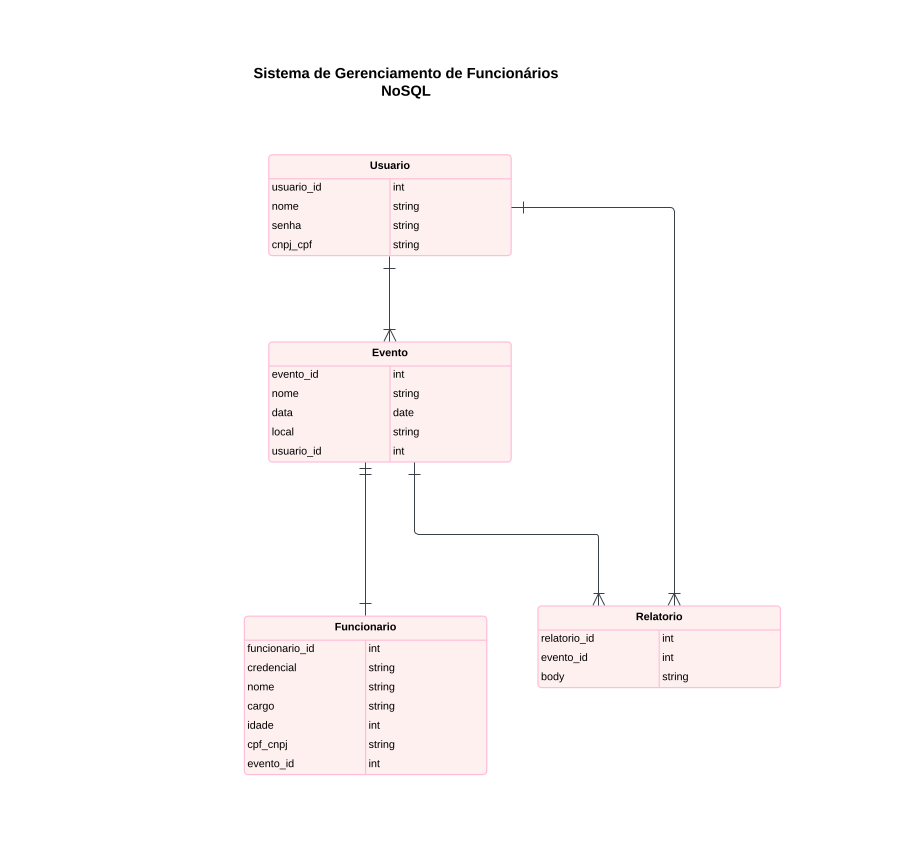 Sistema de Gerenciamento de Funcionários
NoSQL
Usuario
usuario_id int
nome string
senha string
cnpj_cpf string
Evento
evento_id int
nome string
data date
local string
usuario_id int
Funcionario
funcionario_id int
credencial string
nome string
cargo string
idade int
cpf_cnpj string
evento_id int
Relatorio
relatorio_id int
evento_id int
body string